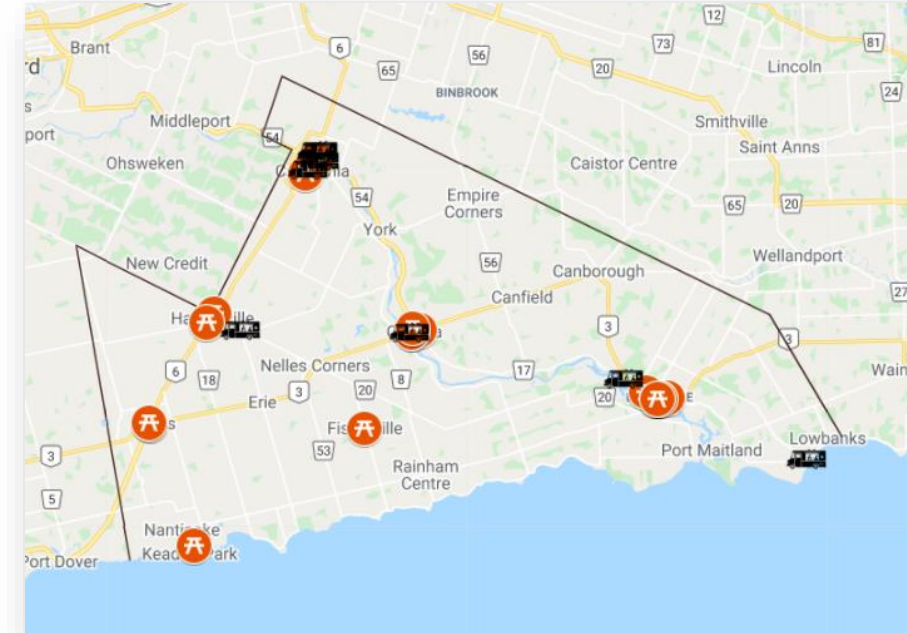 12
6
73
81
Brant
56
65
20
Lincoln
rd
24
BINBROOK
s
Middleport
Smithville
port
54
Saint Anns
Ohsweken
Caistor Centre
54
Empire
Corners
65
20
York
Wellandport
New Credit
56
Canborough
27
Canfield
3
3
Nelles Corners
17
Wain
6
18
8
20
3
20
E
Erie
s
3
53
Port Maitland
Lowbanks
Rainham
Centre
5
Port Dover
6